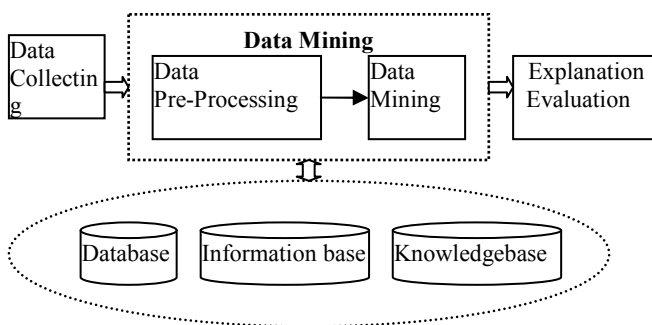 Data
Collectin
g
Data Mining
Data
Pre-Processing
Data
Mining
Explanation
Evaluation
Database
Information base
Knowledgebase